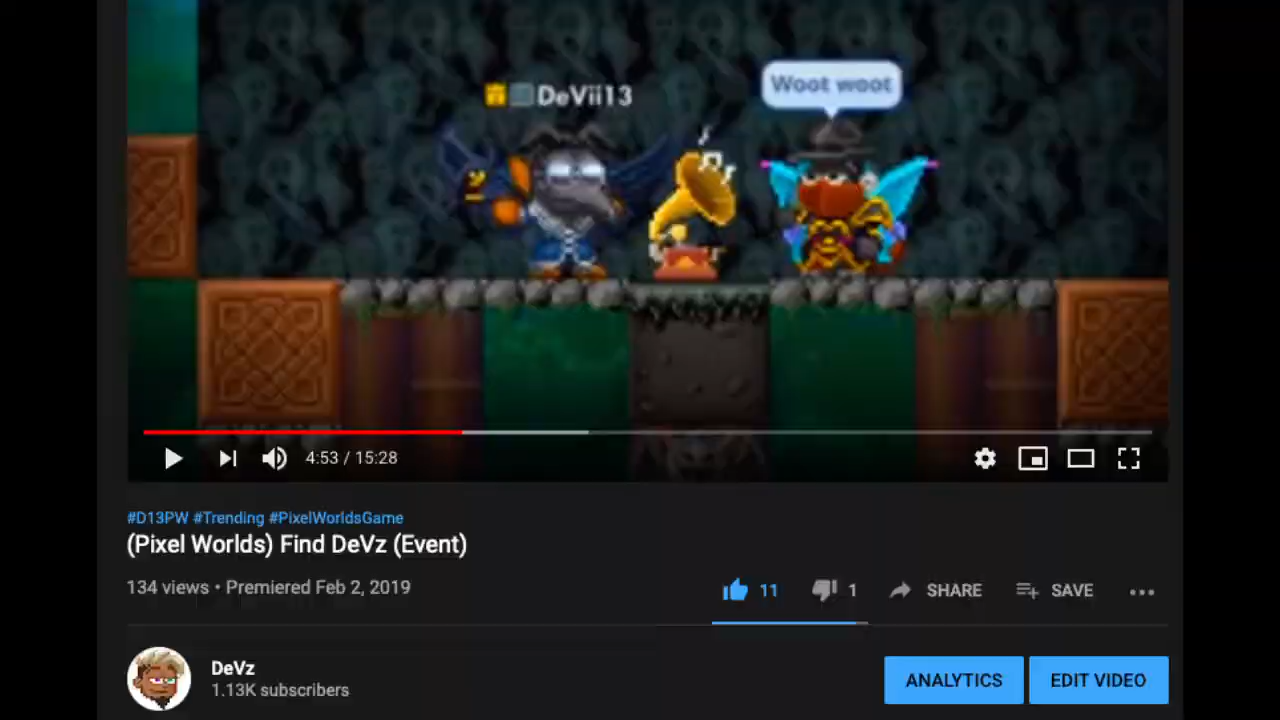 DeVii13
Woot woot
4:53 / 15:28
#D13PW #Trending #PixelWorldsGame
(Pixel Worlds) Find DeVz (Event)
134 views • Premiered Feb 2, 2019
11
1
SHARE
SAVE
DeVz
1.13K subscribers
ANALYTICS
EDIT VIDEO